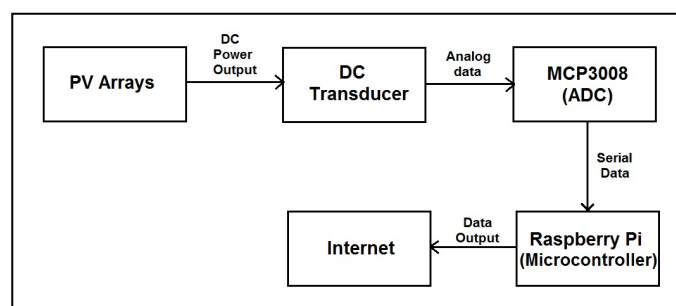 PV Arrays
DC
Power
Output
DC
Transducer
Analog
data
MCP3008
(ADC)
Serial
Data
Raspberry Pi
(Microcontroller)
Data
Output
Internet